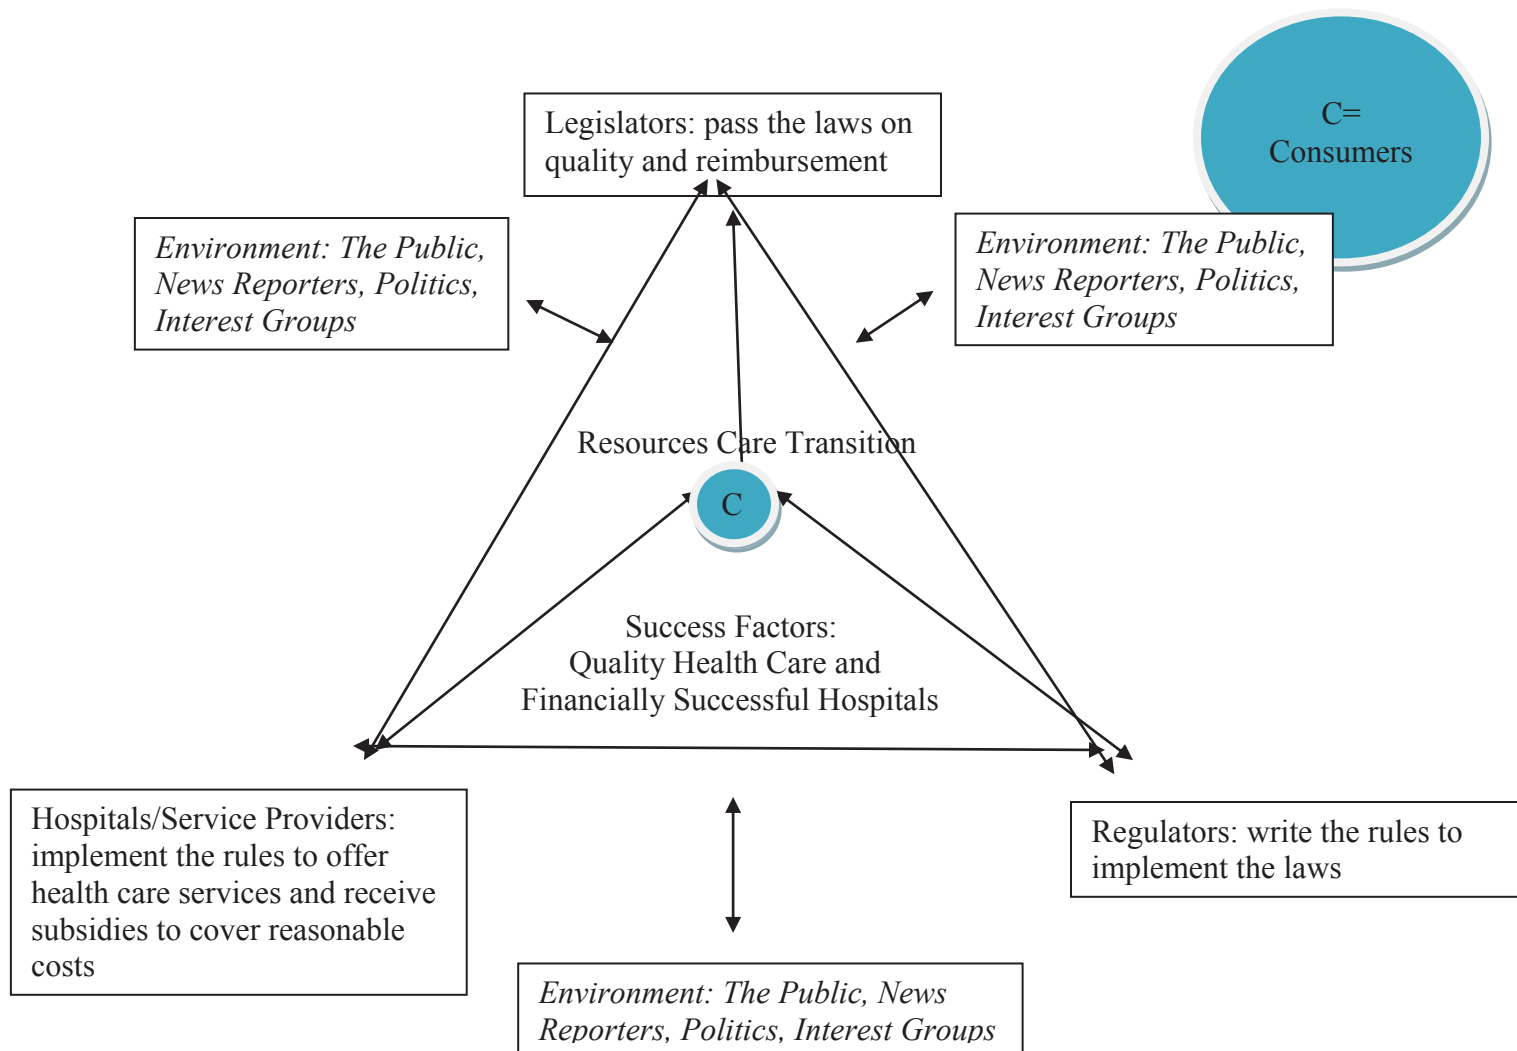 C=
Consumers
Legislators: pass the laws on
quality and reimbursement
Environment: The Public,
News Reporters, Politics,
Interest Groups
Environment: The Public,
News Reporters, Politics,
Interest Groups
Resources Care Transition
C
Success Factors:
Quality Health Care and
Financially Successful Hospitals
Hospitals/Service Providers:
implement the rules to offer
health care services and receive
subsidies to cover reasonable
costs
Regulators: write the rules to
implement the laws
Environment: The Public, News
Reporters, Politics, Interest Groups